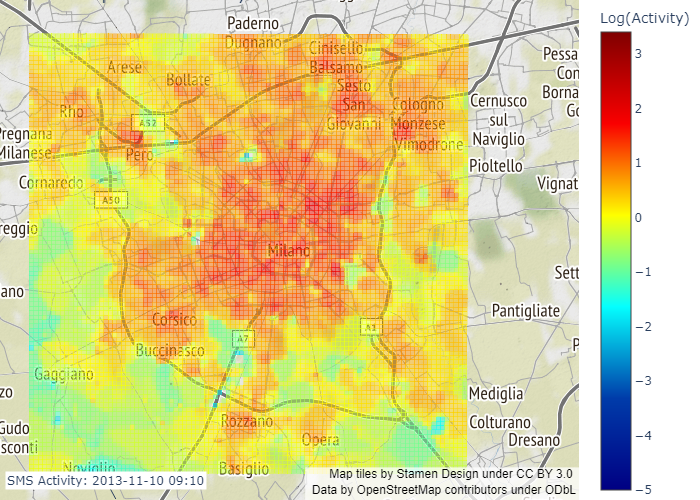 Paderno
Dugnano
Cinisello
Balsamo
Arese
Bollate
Sesto
San
Giovanni
Rho
Cologno
Monzese
Vimodrone
Cernusco
sul
Naviglio
Pessa
Con
Borna
Go
A52
Pregnana
Milanese
Pero
Pioltello
Cornaredo
A50
Vignat
reggio
Milano
Sett
ano
Corsico
Pantigliate
A7
A1
Buccinasco
P
Gaggiano
zo
Mediglia
Rozzano
Colturano
Gudo
sconti
Opera
Dresano
Noviglio
Basiglio
SMS Activity: 2013-11-10 09:10
Map tiles by Stamen Design under CC BY 3.0
Data by OpenStreetMap contributors under ODbL
Log(Activity)
3
2
1
0
−1
−2
−3
−4
−5